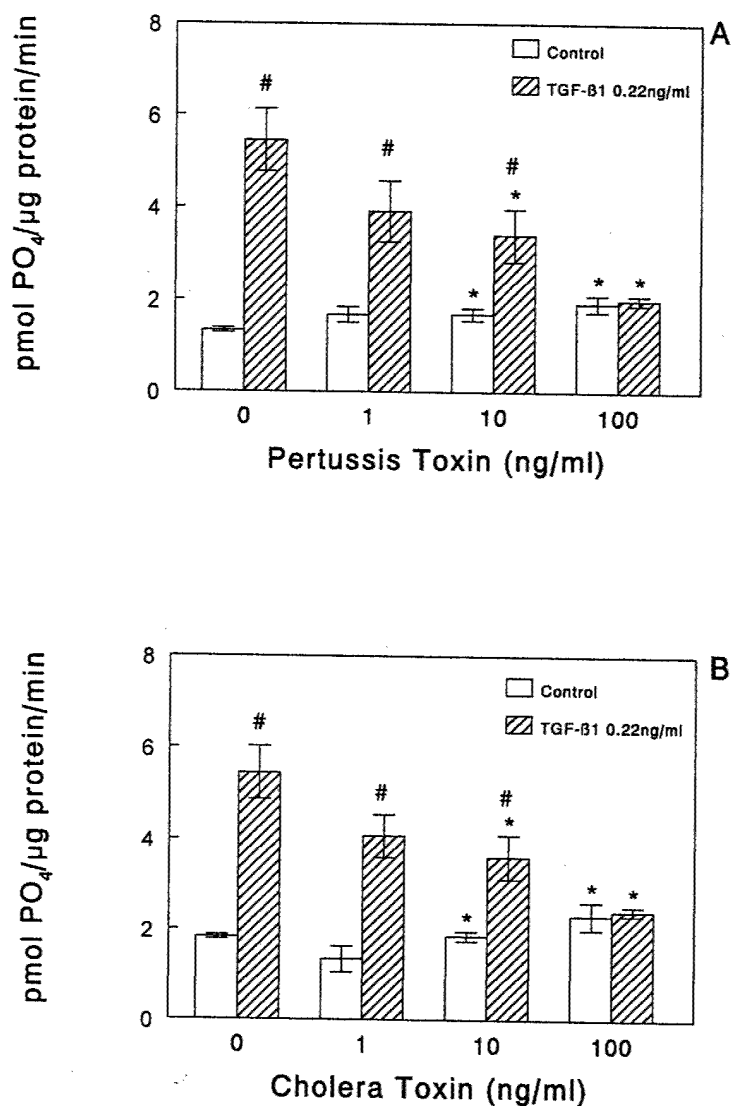 A
8
6
4
2
0
pmol PO4/µg protein/min
Control
TGF-ß1 0.22ng/ml
#
#
#
*
*
*
*
0 1 10 100
Pertussis Toxin (ng/ml)
B
8
6
4
2
0
pmol PO4/µg protein/min
Control
TGF-ß1 0.22ng/ml
#
#
#
*
*
*
*
0 1 10 100
Cholera Toxin (ng/ml)